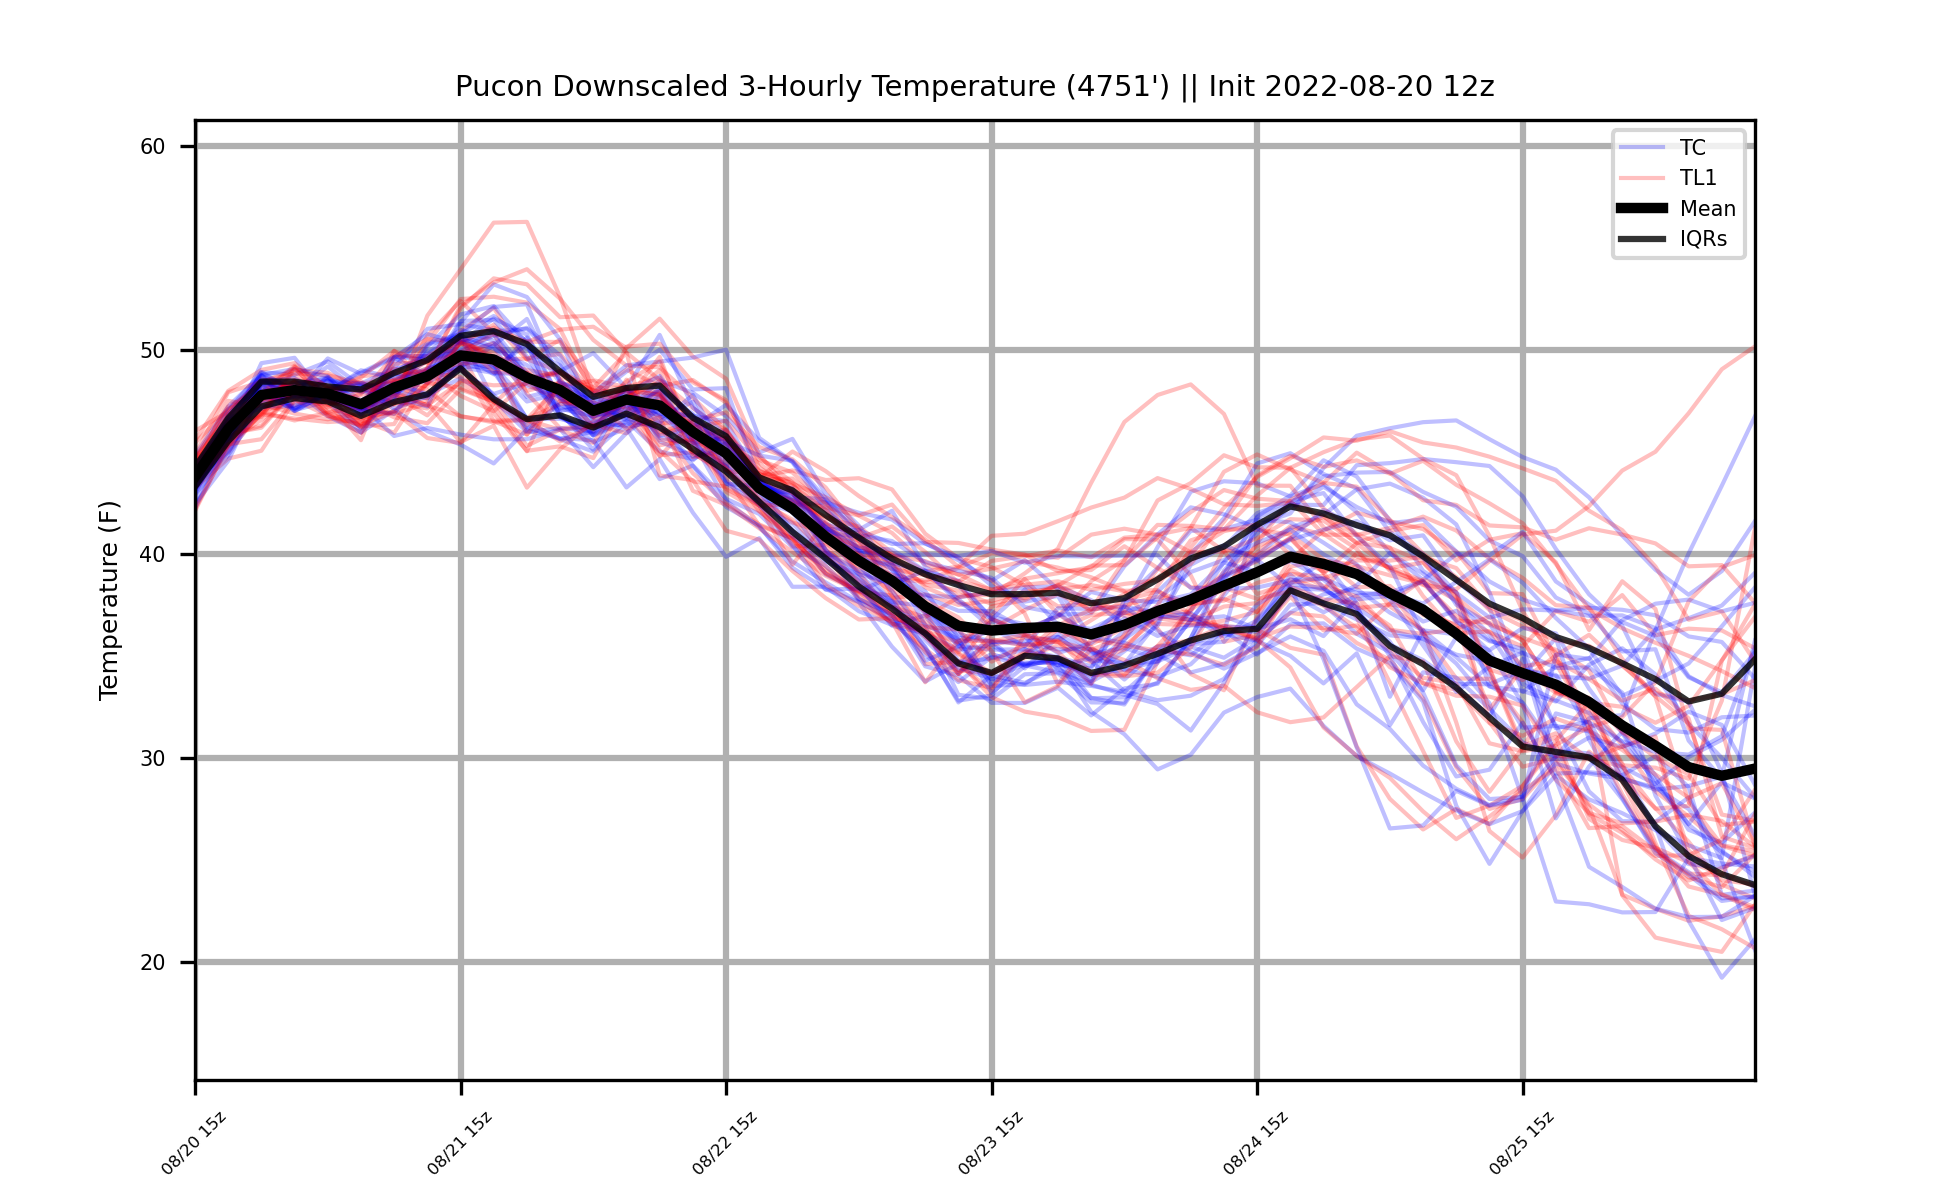 Pucon Downscaled 3-Hourly Temperature (4751') || Init 2022-08-20 12z
TC
TL1
Mean
IQRs
Temperature (F)
60
50
40
30
20
08/20 15z
08/21 15z
08/22 15z
08/23 15z
08/24 15z
08/25 15z